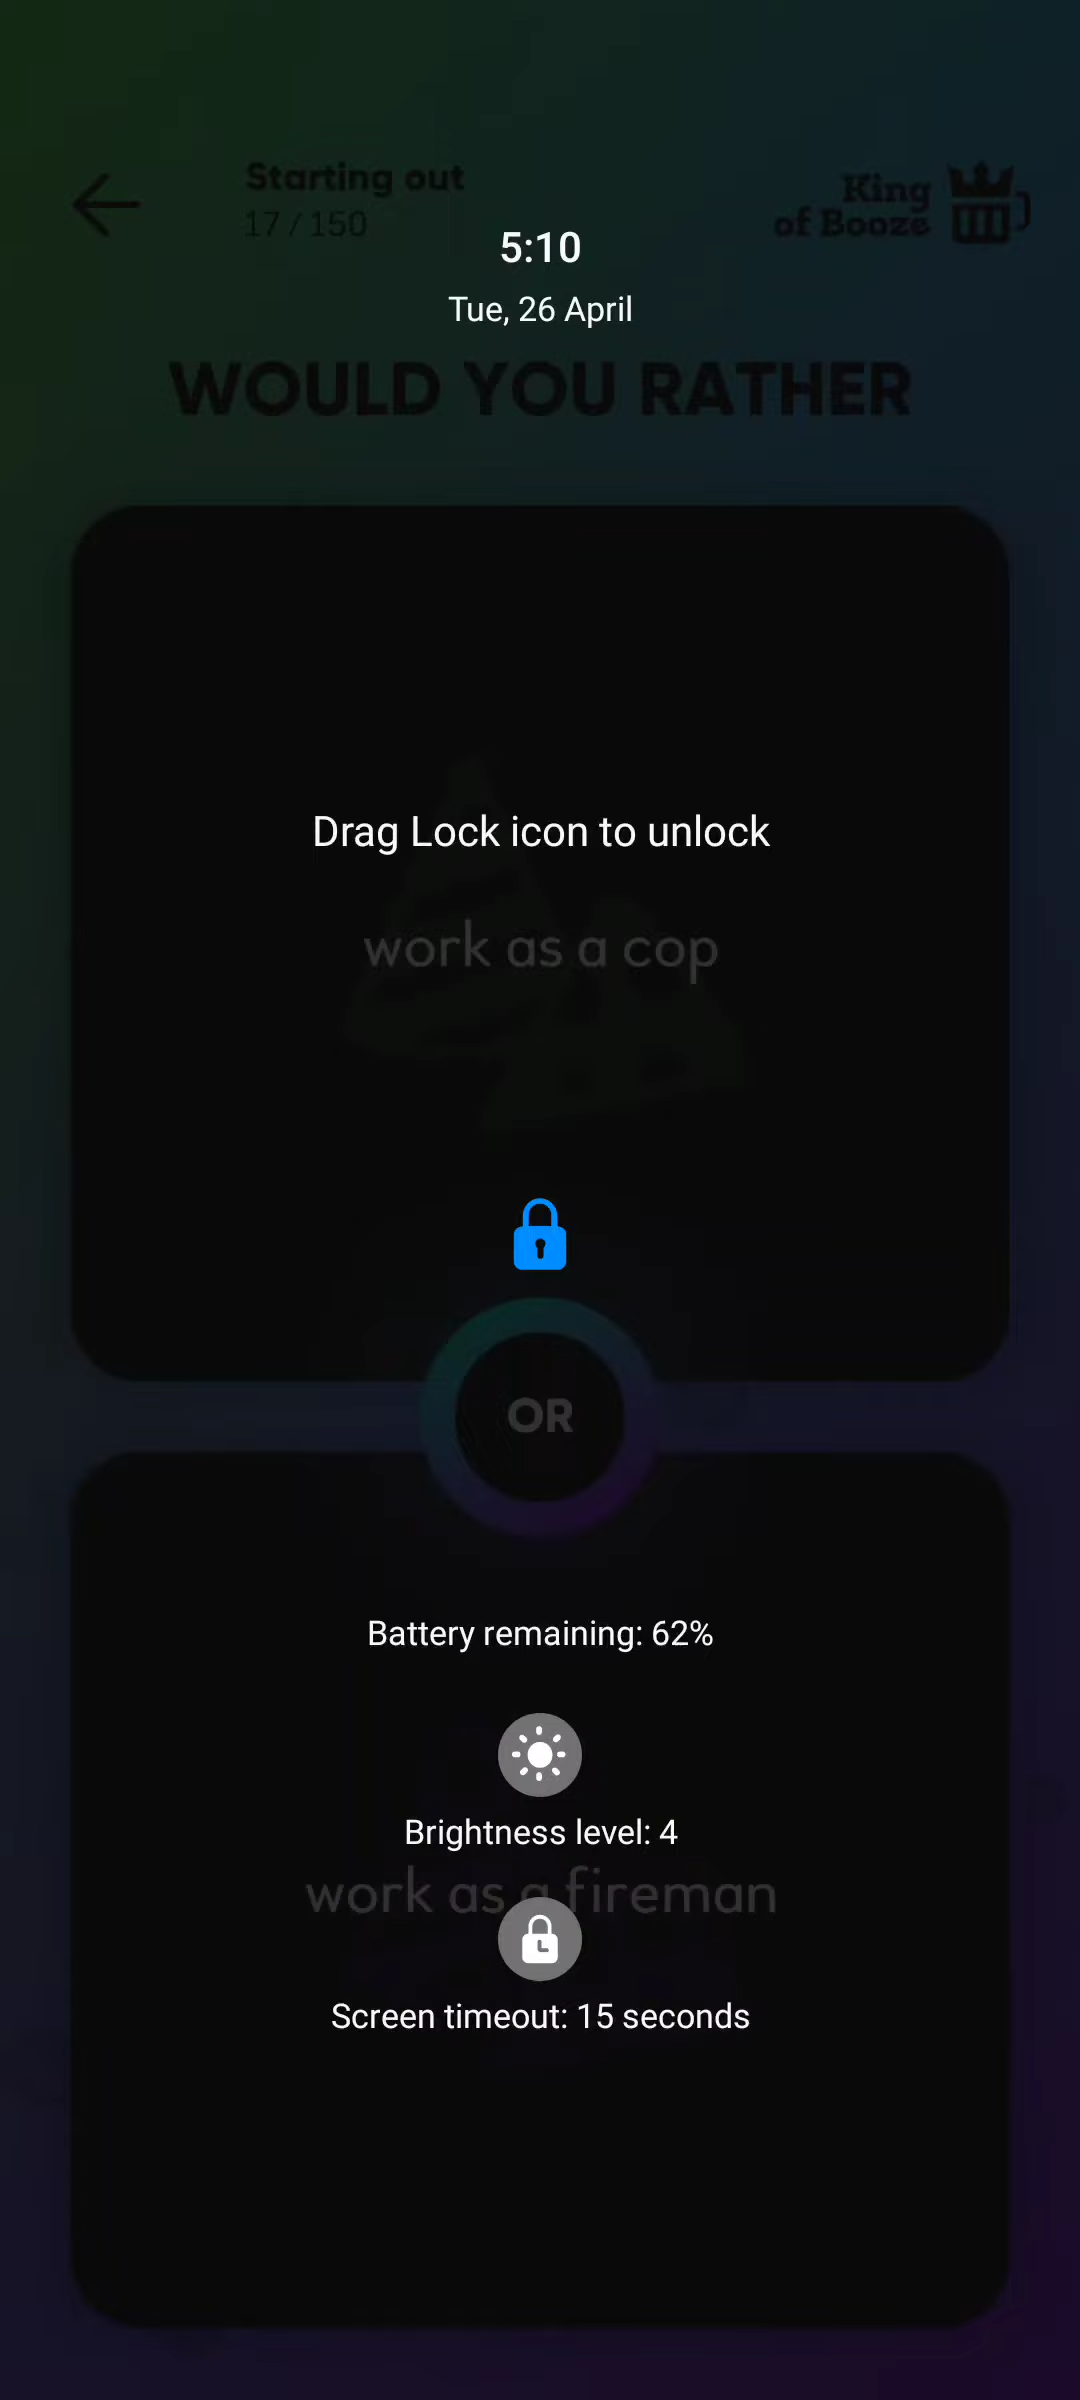 Starting out
17 / 150
King
of Booze
5:10
Tue, 26 April
WOULD YOU RATHER
Drag Lock icon to unlock
work as a cop
OR
Battery remaining: 62%
Brightness level: 4
work as a fireman
Screen timeout: 15 seconds